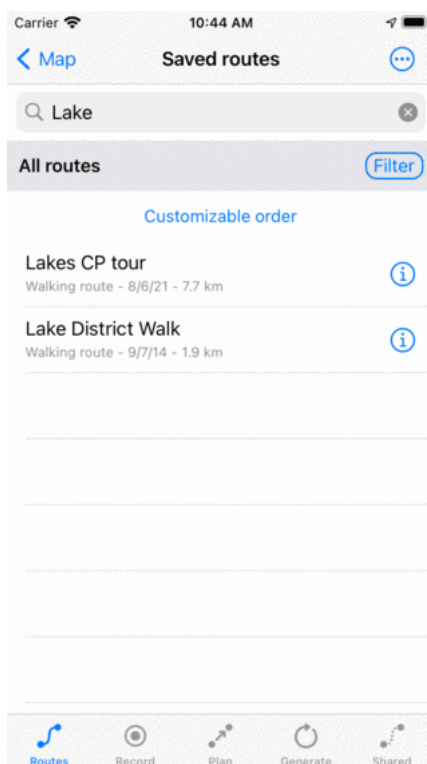 Carrier 10:44 AM
Map Saved routes
Lake
All routes Filter
Customizable order
Lakes CP tour
Walking route - 8/6/21 - 7.7 km
Lake District Walk
Walking route - 9/7/14 - 1.9 km
Routes Record Plan Generate Shared